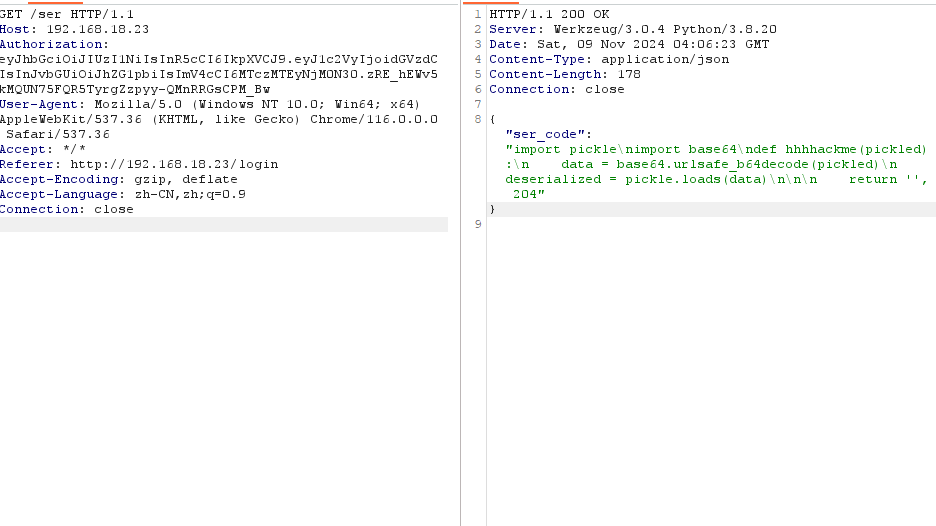 GET /ser HTTP/1.1
Host: 192.168.18.23
Authorization:
eyJhbGciOiJIUzI1NiIsInR5cCI6IkpXVCJ9.eyJ1c2VyIjoidGVzdC
IsInJvbGUiOiJhZG1pbiIsImV4cCI6MTczMTEyNjM0N30.zRE_hEWv5
kMQUN75FQR5TyrgZzpyy-QMnRRGsCPM_Bw
User-Agent: Mozilla/5.0 (Windows NT 10.0; Win64; x64)
AppleWebKit/537.36 (KHTML, like Gecko) Chrome/116.0.0.0
Safari/537.36
Accept: */*
Referer: http://192.168.18.23/login
Accept-Encoding: gzip, deflate
Accept-Language: zh-CN,zh;q=0.9
Connection: close
1 HTTP/1.1 200 OK
2 Server: Werkzeug/3.0.4 Python/3.8.20
3 Date: Sat, 09 Nov 2024 04:06:23 GMT
4 Content-Type: application/json
5 Content-Length: 178
6 Connection: close
7
8 {
"ser_code":
"import pickle\nimport base64\ndef hhhhackme(pickled)
:\n    data = base64.urlsafe_b64decode(pickled)\n
deserialized = pickle.loads(data)\n\n\n    return '',
204"
}
9